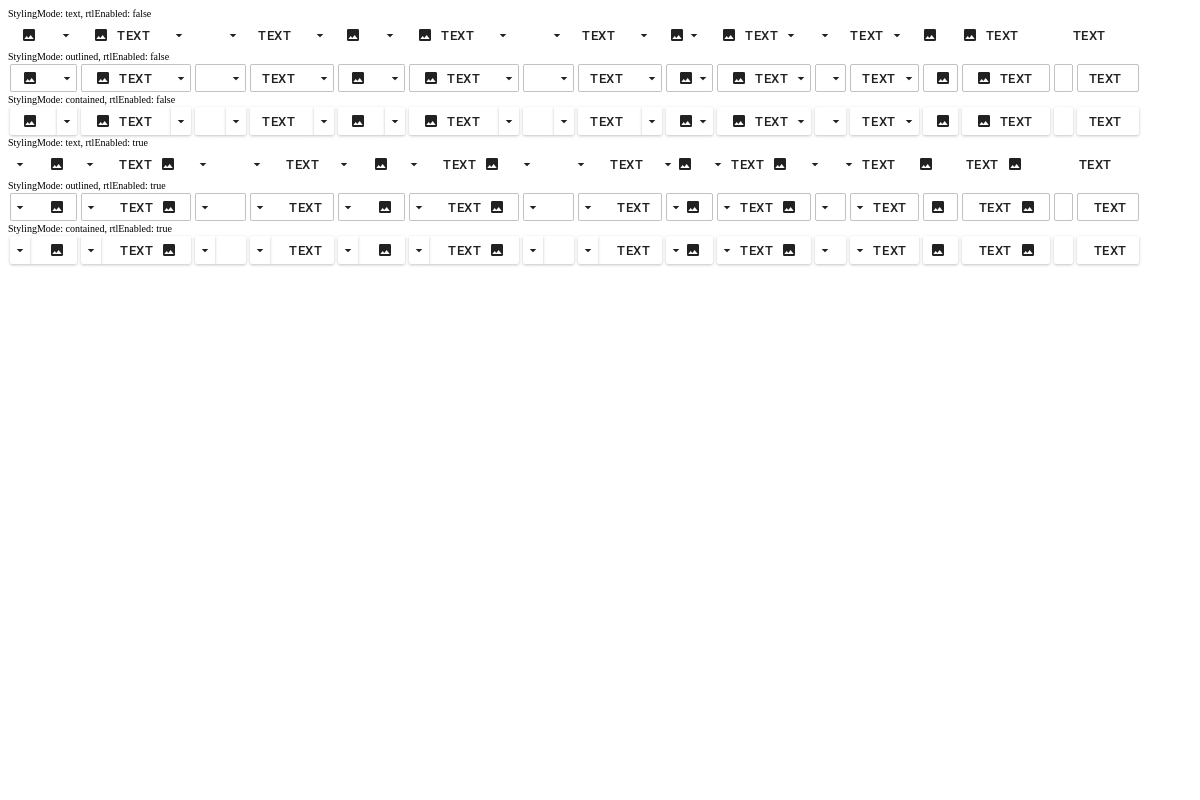 StylingMode: text, rtlEnabled: false
TEXT TEXT TEXT TEXT TEXT TEXT TEXT TEXT
StylingMode: outlined, rtlEnabled: false
TEXT TEXT TEXT TEXT TEXT TEXT TEXT TEXT
StylingMode: contained, rtlEnabled: false
TEXT TEXT TEXT TEXT TEXT TEXT TEXT TEXT
StylingMode: text, rtlEnabled: true
TEXT TEXT TEXT TEXT TEXT TEXT TEXT TEXT
StylingMode: outlined, rtlEnabled: true
TEXT TEXT TEXT TEXT TEXT TEXT TEXT TEXT
StylingMode: contained, rtlEnabled: true
TEXT TEXT TEXT TEXT TEXT TEXT TEXT TEXT